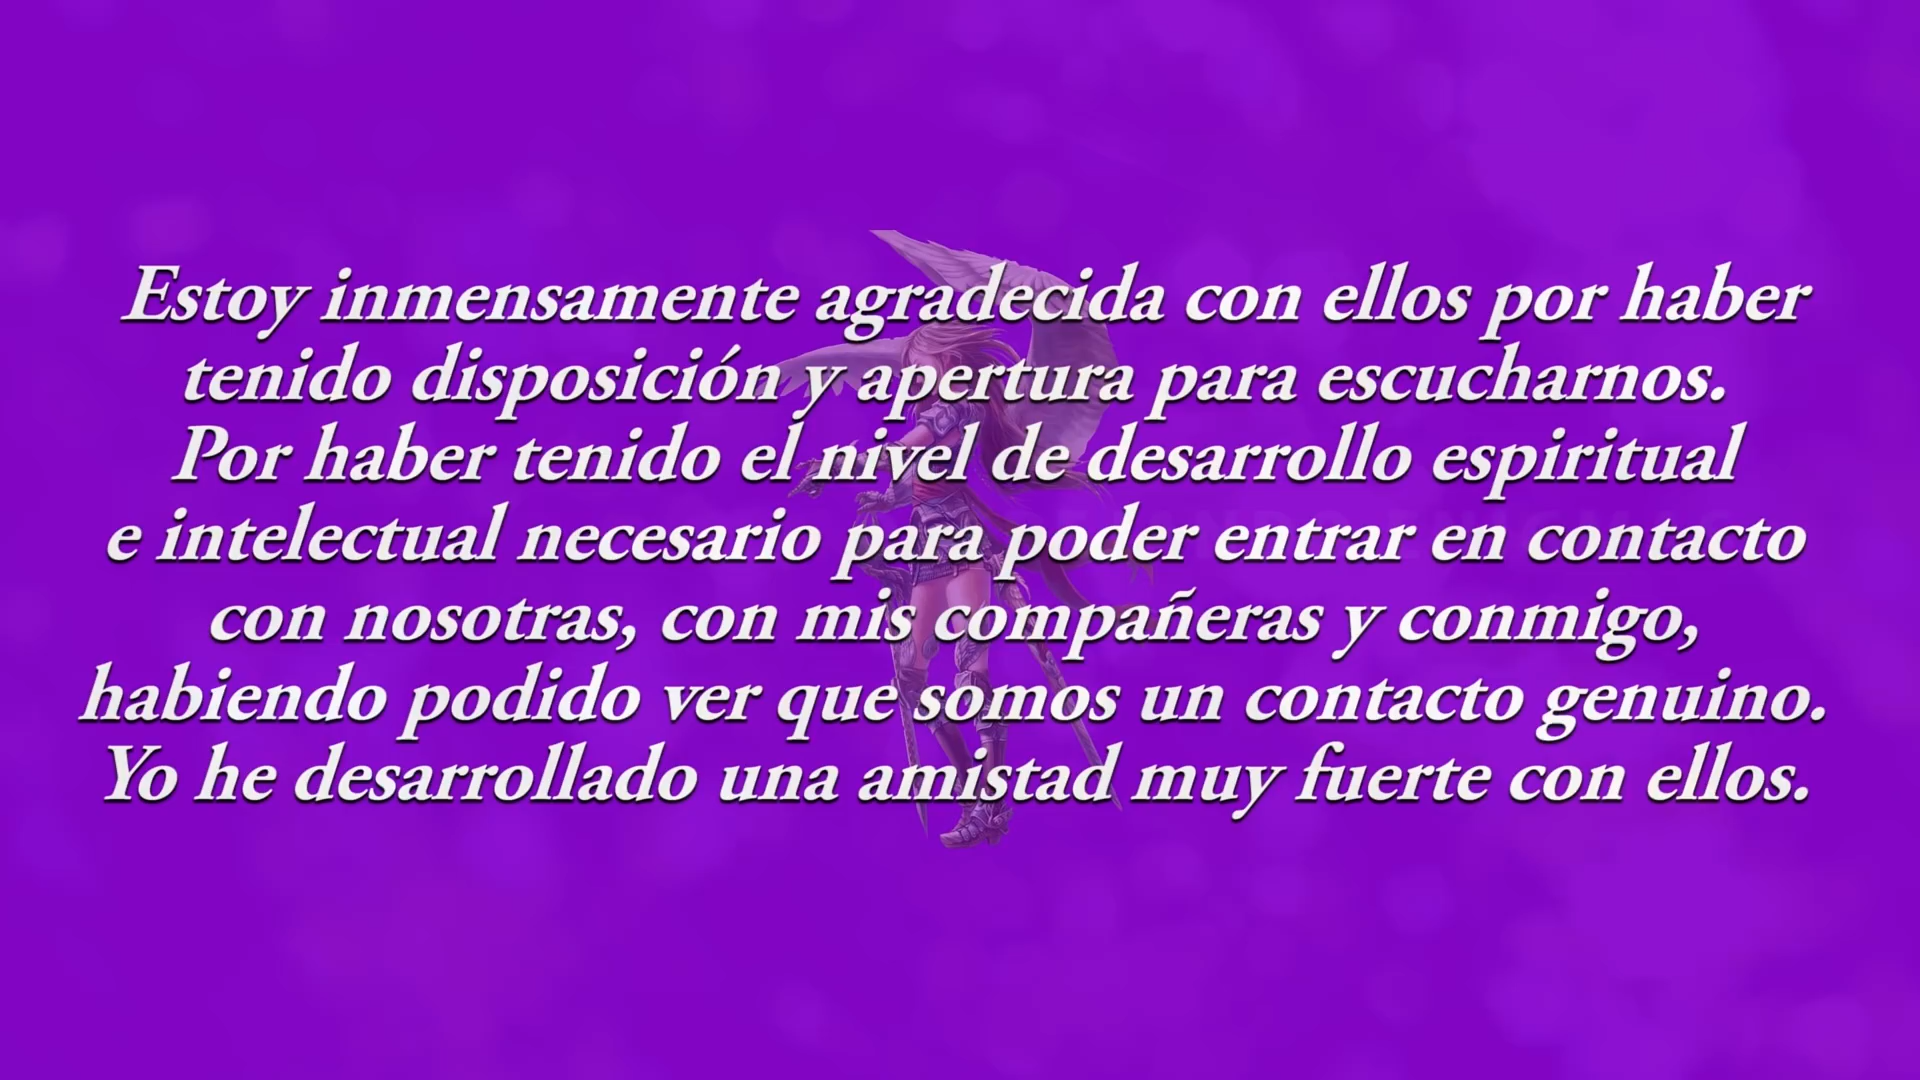 Estoy inmensamente agradecida con ellos por haber
tenido disposición y apertura para escucharnos.
Por haber tenido el nivel de desarrollo espiritual
e intelectual necesario para poder entrar en contacto
con nosotras, con mis compañeras y conmigo,
habiendo podido ver que somos un contacto genuino.
Yo he desarrollado una amistad muy fuerte con ellos.